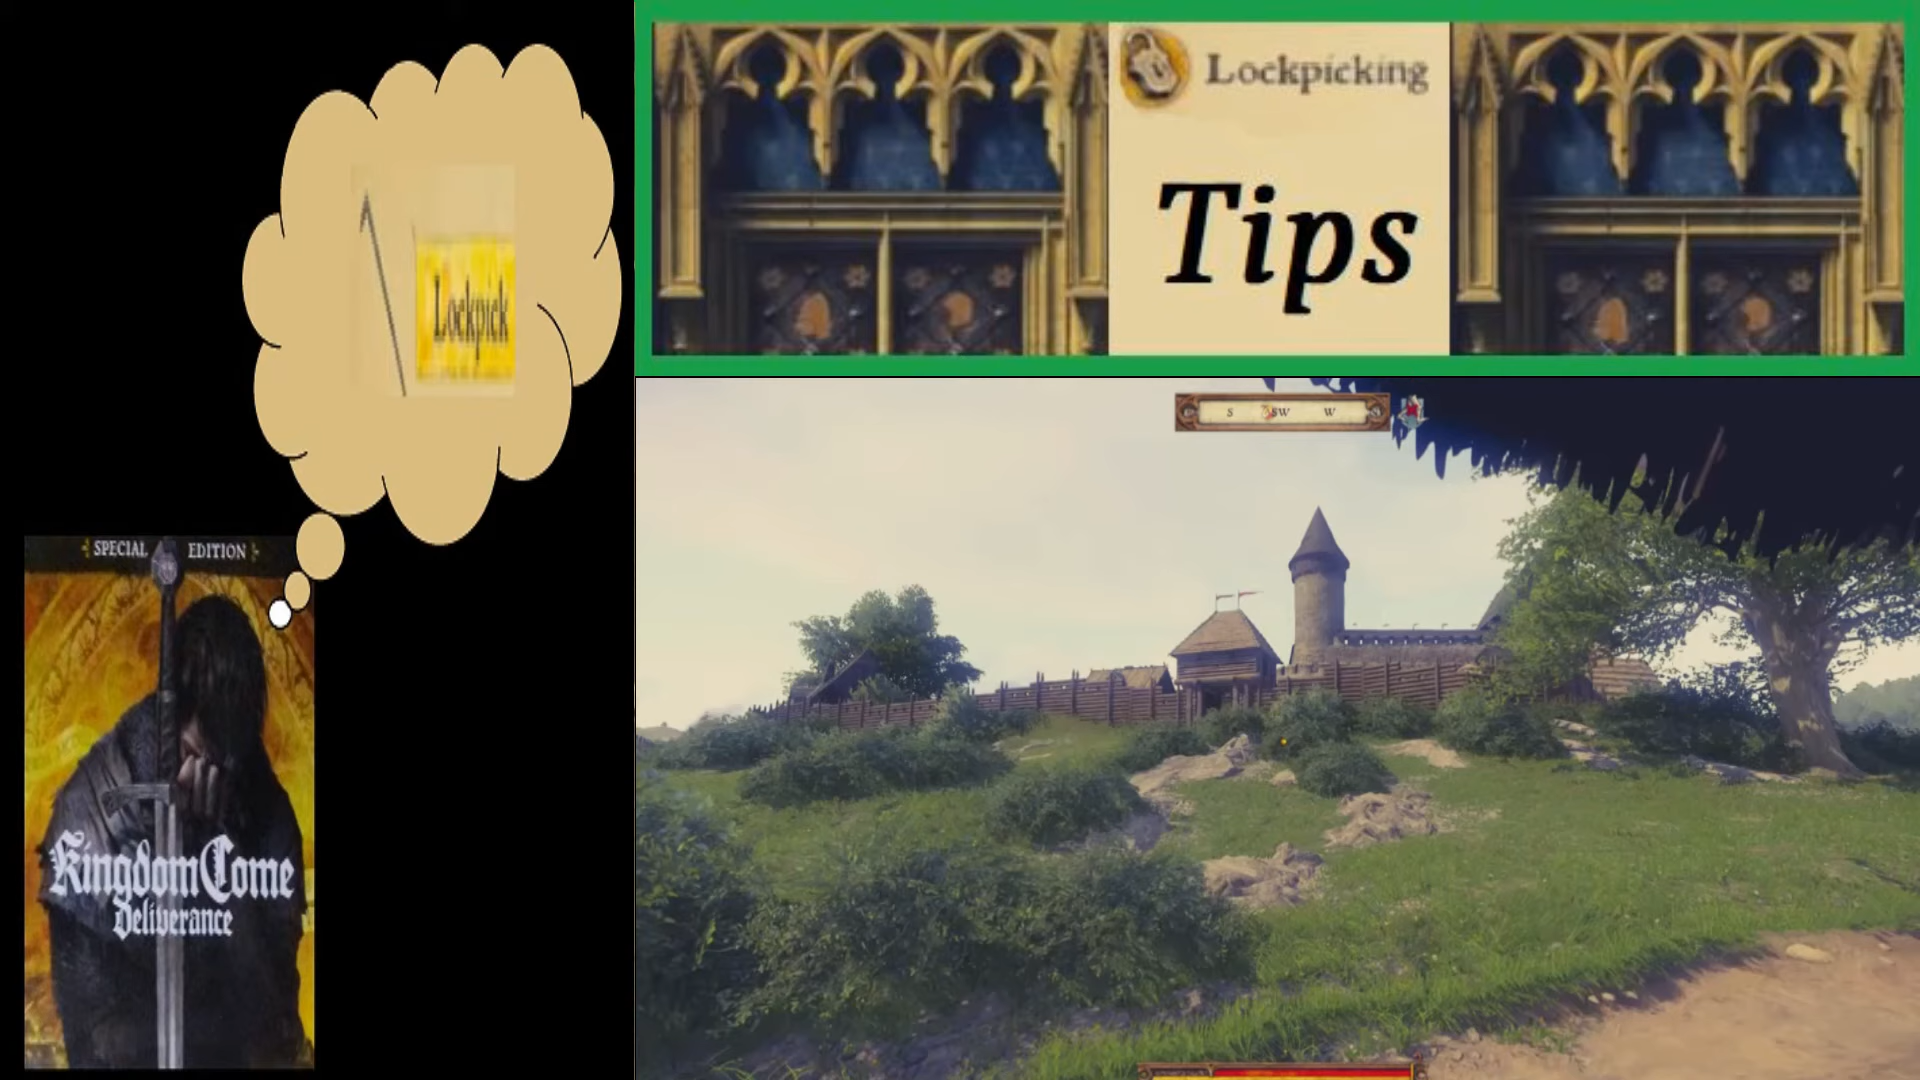 Lockpicking
Tips
Lockpick
S SW W
SPECIAL EDITION
Kingdom Come
Deliverance